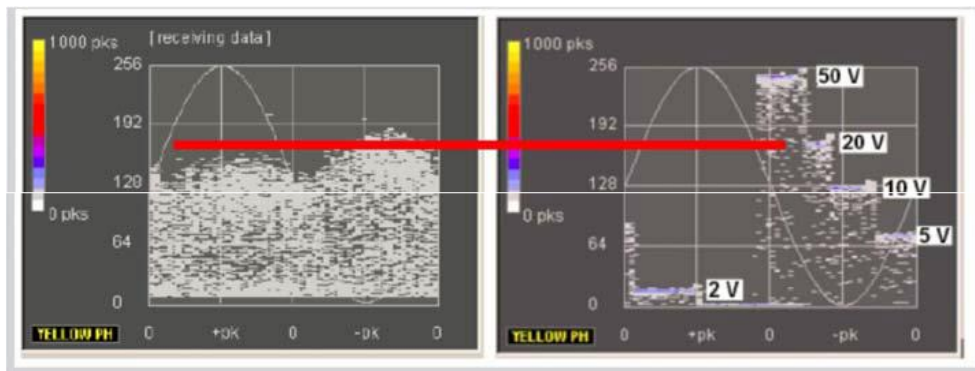 1000 pks
[receiving data]
256
192
128
64
0
0 pks
YELLOW PH
0 +pk 0 -pk 0
1000 pks
256
192
128
64
0
0 pks
50 V
20 V
10 V
5 V
2 V
YELLOW PH
0 +pk 0 -pk 0